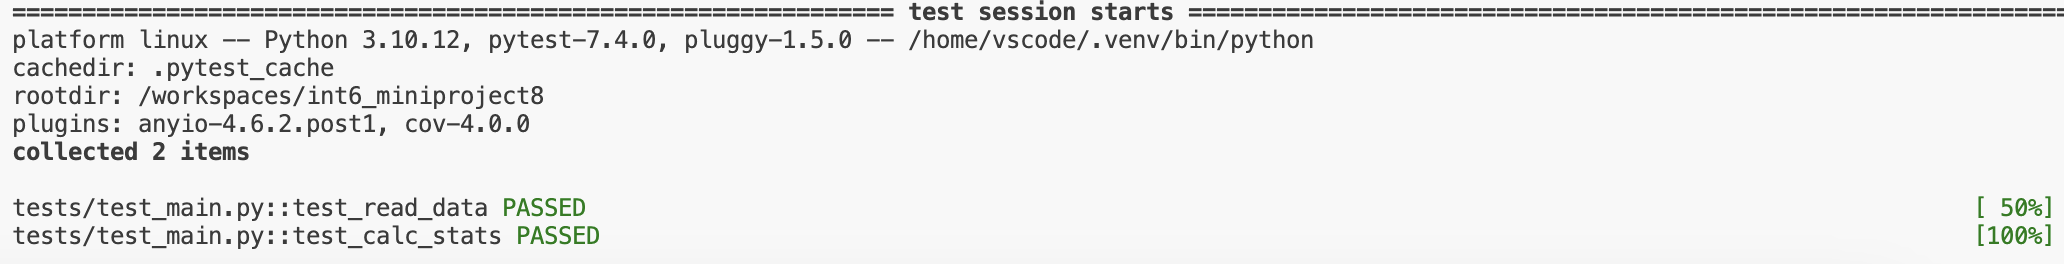 =============================================================== test session starts ===============================================================
platform linux -- Python 3.10.12, pytest-7.4.0, pluggy-1.5.0 -- /home/vscode/.venv/bin/python
cachedir: .pytest_cache
rootdir: /workspaces/int6_miniproject8
plugins: anyio-4.6.2.post1, cov-4.0.0
collected 2 items
tests/test_main.py::test_read_data PASSED [ 50%]
tests/test_main.py::test_calc_stats PASSED [100%]